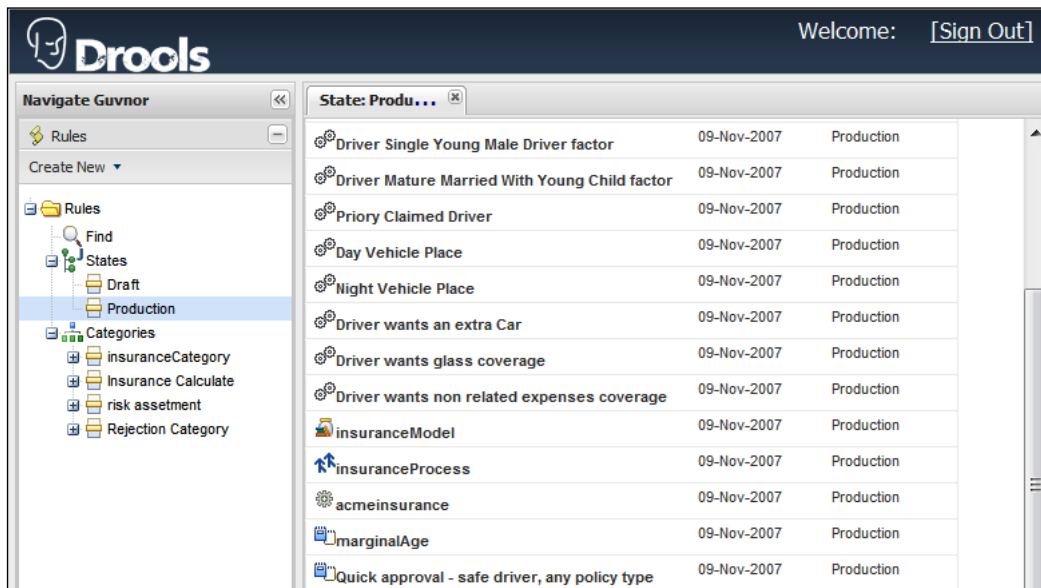 Drools
Welcome: [Sign Out]
Navigate Guvnor
Rules
Create New
Rules
Find
States
Draft
Production
Categories
insuranceCategory
Insurance Calculate
risk assetment
Rejection Category
State: Produ...
Driver Single Young Male Driver factor 09-Nov-2007 Production
Driver Mature Married With Young Child factor 09-Nov-2007 Production
Priory Claimed Driver 09-Nov-2007 Production
Day Vehicle Place 09-Nov-2007 Production
Night Vehicle Place 09-Nov-2007 Production
Driver wants an extra Car 09-Nov-2007 Production
Driver wants glass coverage 09-Nov-2007 Production
Driver wants non related expenses coverage 09-Nov-2007 Production
insuranceModel 09-Nov-2007 Production
insuranceProcess 09-Nov-2007 Production
acmeinsurance 09-Nov-2007 Production
marginalAge 09-Nov-2007 Production
Quick approval - safe driver, any policy type 09-Nov-2007 Production